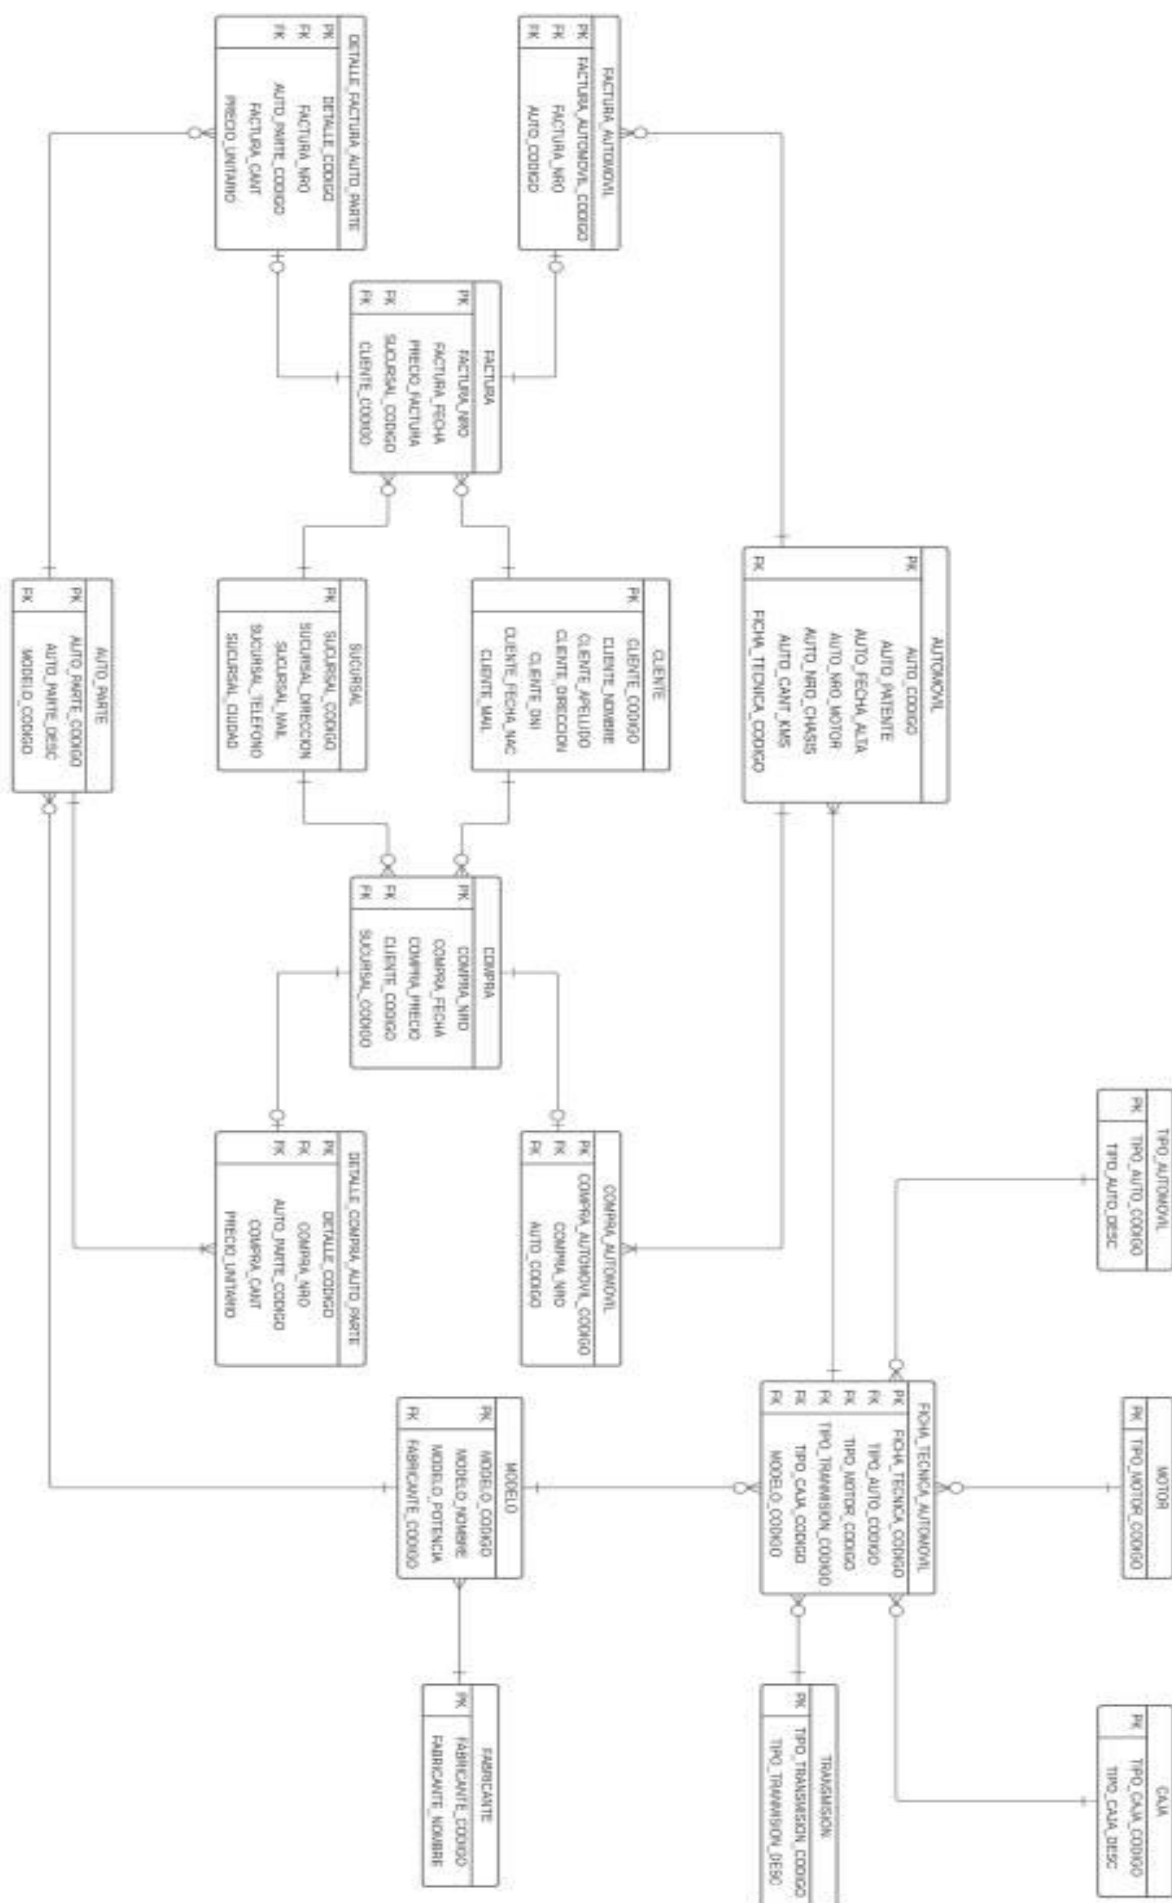 TIPO_AUTOMOVIL
PK TIPO_AUTO_CODIGO
TIPO_AUTO_DESC
MOTOR
PK TIPO_MOTOR_CODIGO
CAJA
PK TIPO_CAJA_CODIGO
TIPO_CAJA_DESC
AUTOMOVIL
PK AUTO_CODIGO
AUTO_PATENTE
AUTO_FECHA_ALTA
AUTO_NRO_MOTOR
AUTO_NRO_CHASIS
AUTO_CANT_KMS
FK FICHA_TECNICA_CODIGO
FICHA_TECNICA_AUTOMOVIL
PK FICHA_TECNICA_CODIGO
FK TIPO_AUTO_CODIGO
FK TIPO_MOTOR_CODIGO
FK TIPO_TRANMISION_CODIGO
FK TIPO_CAJA_CODIGO
FK MODELO_CODIGO
TRANSMISION
PK TIPO_TRANSMISION_CODIGO
TIPO_TRANMISION_DESC
FACTURA_AUTOMOVIL
PK FACTURA_AUTOMOVIL_CODIGO
FK FACTURA_NRO
FK AUTO_CODIGO
CLIENTE
PK CLIENTE_CODIGO
CLIENTE_NOMBRE
CLIENTE_APELLIDO
CLIENTE_DIRECCION
CLIENTE_DNI
CLIENTE_FECHA_NAC
CLIENTE_MAIL
COMPRA_AUTOMOVIL
PK COMPRA_AUTOMOVIL_CODIGO
FK COMPRA_NRO
FK AUTO_CODIGO
FACTURA
PK FACTURA_NRO
FACTURA_FECHA
PRECIO_FACTURA
FK SUCURSAL_CODIGO
FK CLIENTE_CODIGO
COMPRA
PK COMPRA_NRO
COMPRA_FECHA
COMPRA_PRECIO
FK CLIENTE_CODIGO
FK SUCURSAL_CODIGO
MODELO
PK MODELO_CODIGO
MODELO_NOMBRE
MODELO_POTENCIA
FK FABRICANTE_CODIGO
FABRICANTE
PK FABRICANTE_CODIGO
FABRICANTE_NOMBRE
DETALLE_FACTURA_AUTO_PARTE
PK DETALLE_CODIGO
FK FACTURA_NRO
FK AUTO_PARTE_CODIGO
FACTURA_CANT
PRECIO_UNITARIO
SUCURSAL
PK SUCURSAL_CODIGO
SUCURSAL_DIRECCION
SUCURSAL_MAIL
SUCURSAL_TELEFONO
SUCURSAL_CIUDAD
DETALLE_COMPRA_AUTO_PARTE
PK DETALLE_CODIGO
FK COMPRA_NRO
FK AUTO_PARTE_CODIGO
COMPRA_CANT
PRECIO_UNITARIO
AUTO_PARTE
PK AUTO_PARTE_CODIGO
AUTO_PARTE_DESC
FK MODELO_CODIGO